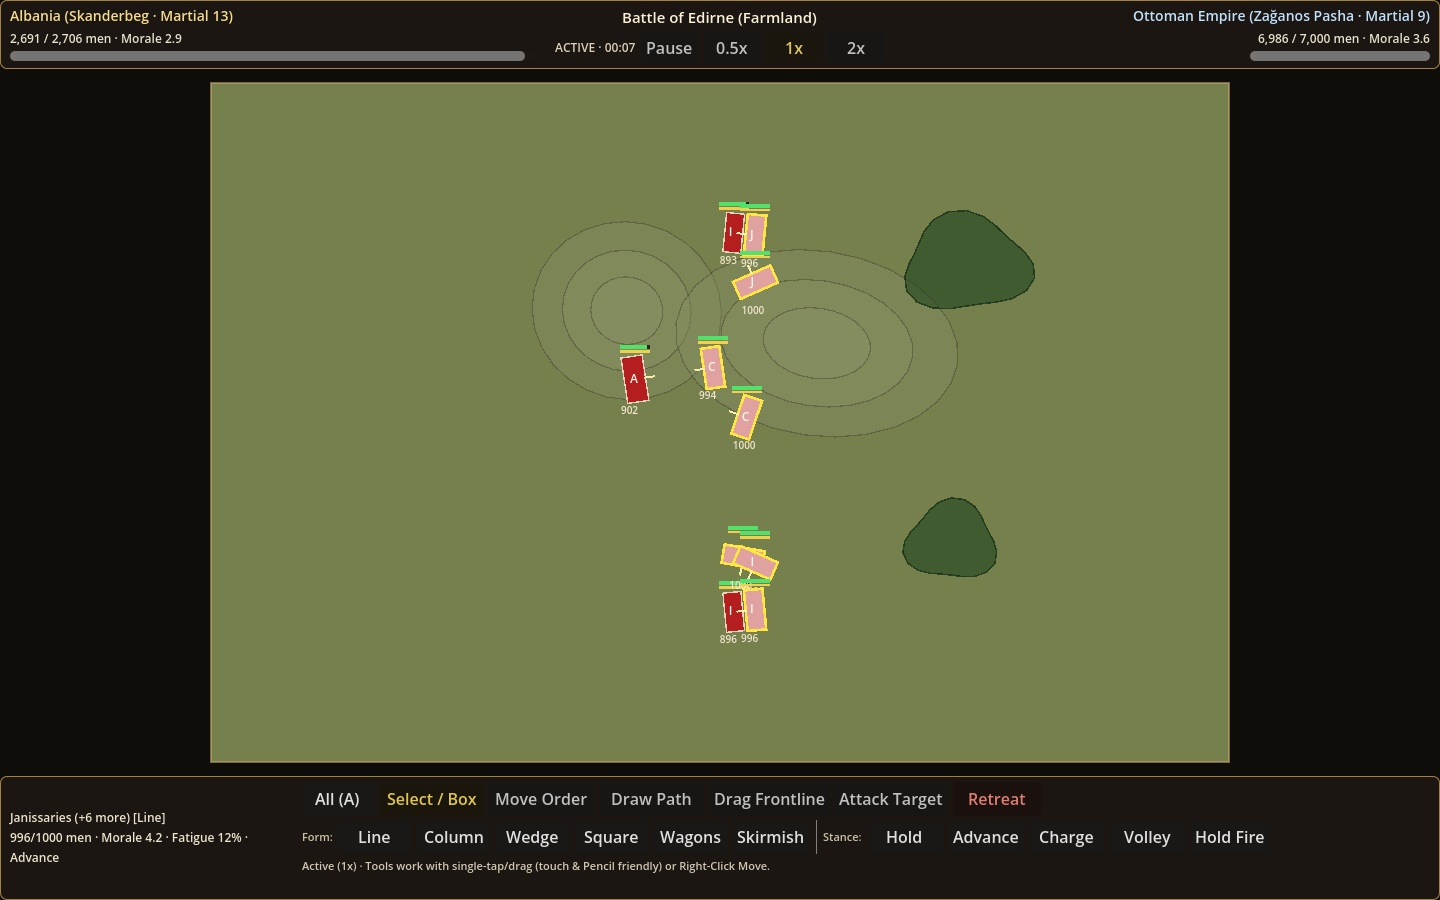 Albania (Skanderbeg · Martial 13)
2,691 / 2,706 men · Morale 2.9
Battle of Edirne (Farmland)
ACTIVE · 00:07 Pause 0.5x 1x 2x
Ottoman Empire (Zağanos Pasha · Martial 9)
6,986 / 7,000 men · Morale 3.6
I J
893 996
J
1000
A
902
C
994
C
1000
I
I I
896 996
Janissaries (+6 more) [Line]
996/1000 men · Morale 4.2 · Fatigue 12% ·
Advance
All (A) Select / Box Move Order Draw Path Drag Frontline Attack Target Retreat
Form: Line Column Wedge Square Wagons Skirmish Stance: Hold Advance Charge Volley Hold Fire
Active (1x) · Tools work with single-tap/drag (touch & Pencil friendly) or Right-Click Move.